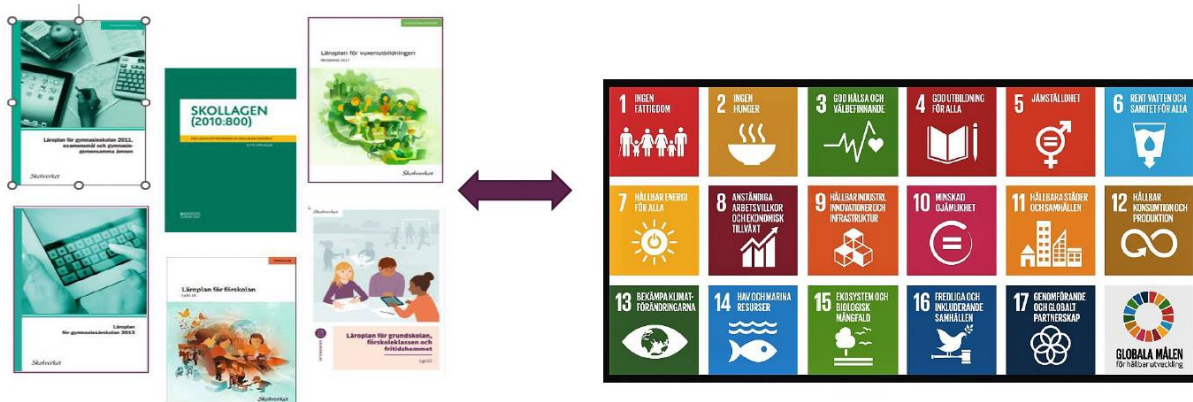 Läroplan för gymnasieskolan 2011,
examensmål och gymnasie-
gemensamma ämnen
Skolverket
SKOLLAGEN
(2010:800)
Läroplan för vuxenutbildningen
Skolverket
Läroplan
för gymnasiesärskolan 2013
Skolverket
Läroplan för förskolan
Skolverket
Skolverket
Läroplan för grundskolan,
förskoleklassen och
fritidshemmet
1 INGEN
FATTIGDOM
2 INGEN
HUNGER
3 GOD HÄLSA OCH
VÄLBEFINNANDE
4 GOD UTBILDNING
FÖR ALLA
5 JÄMSTÄLLDHET
6 RENT VATTEN OCH
SANITET FÖR ALLA
7 HÅLLBAR ENERGI
FÖR ALLA
8 ANSTÄNDIGA
ARBETSVILLKOR
OCH EKONOMISK
TILLVÄXT
9 HÅLLBAR INDUSTRI,
INNOVATIONER OCH
INFRASTRUKTUR
10 MINSKAD
OJÄMLIKHET
11 HÅLLBARA STÄDER
OCH SAMHÄLLEN
12 HÅLLBAR
KONSUMTION OCH
PRODUKTION
13 BEKÄMPA KLIMAT-
FÖRÄNDRINGARNA
14 HAV OCH MARINA
RESURSER
15 EKOSYSTEM OCH
BIOLOGISK
MÅNGFALD
16 FREDLIGA OCH
INKLUDERANDE
SAMHÄLLEN
17 GENOMFÖRANDE
OCH GLOBALT
PARTNERSKAP
GLOBALA MÅLEN
för hållbar utveckling